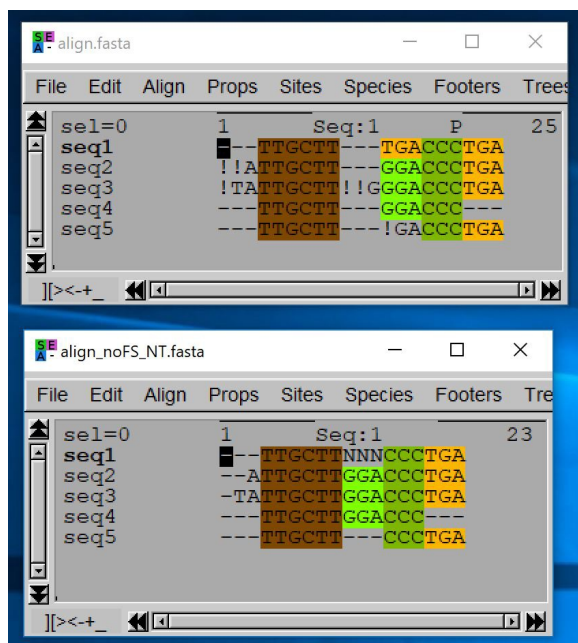 SE
A- align.fasta
File Edit Align Props Sites Species Footers Trees
sel=0 1 Seq:1 P 25
seq1 ---TTGCTT---TGACCCTGA
seq2 !!ATTGCTT---GGACCCTGA
seq3 !TATTGCTT!!GGGACCCTGA
seq4 ---TTGCTT---GGACCC---
seq5 ---TTGCTT---!GACCCTGA
][><-+_
SE
A- align_noFS_NT.fasta
File Edit Align Props Sites Species Footers Tre
sel=0 1 Seq:1 23
seq1 ---TTGCTTNNNCCCTGA
seq2 --ATTGCTTGGACCCTGA
seq3 -TATTGCTTGGACCCTGA
seq4 ---TTGCTTGGACCC---
seq5 ---TTGCTT---CCCTGA
][><-+_